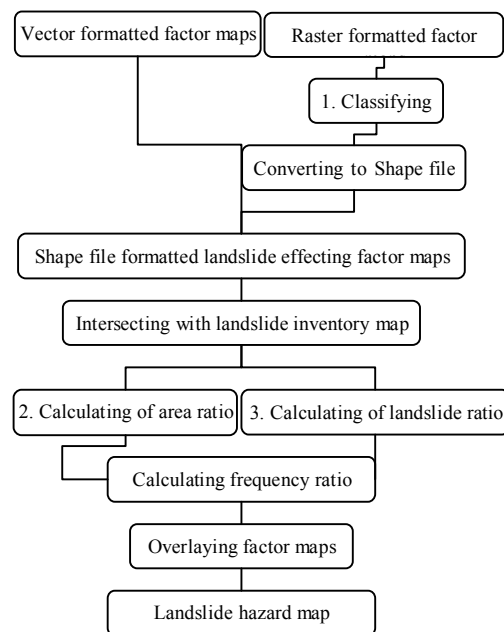 Vector formatted factor maps
Raster formatted factor
1. Classifying
Converting to Shape file
Shape file formatted landslide effecting factor maps
Intersecting with landslide inventory map
2. Calculating of area ratio
3. Calculating of landslide ratio
Calculating frequency ratio
Overlaying factor maps
Landslide hazard map